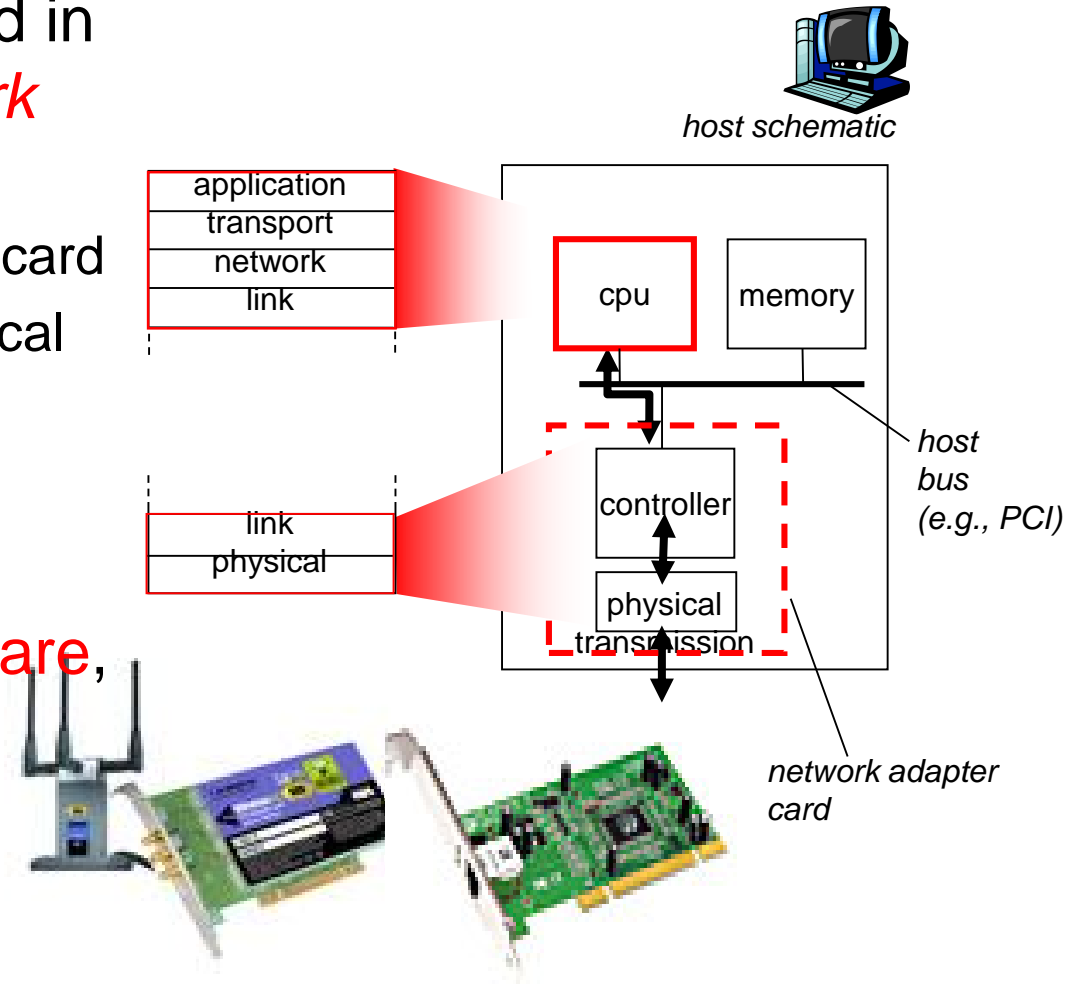 d in
rk
card
cal
are,
host schematic
application
transport
network
link
cpu
memory
host
bus
(e.g., PCI)
controller
link
physical
physical
transmission
network adapter
card